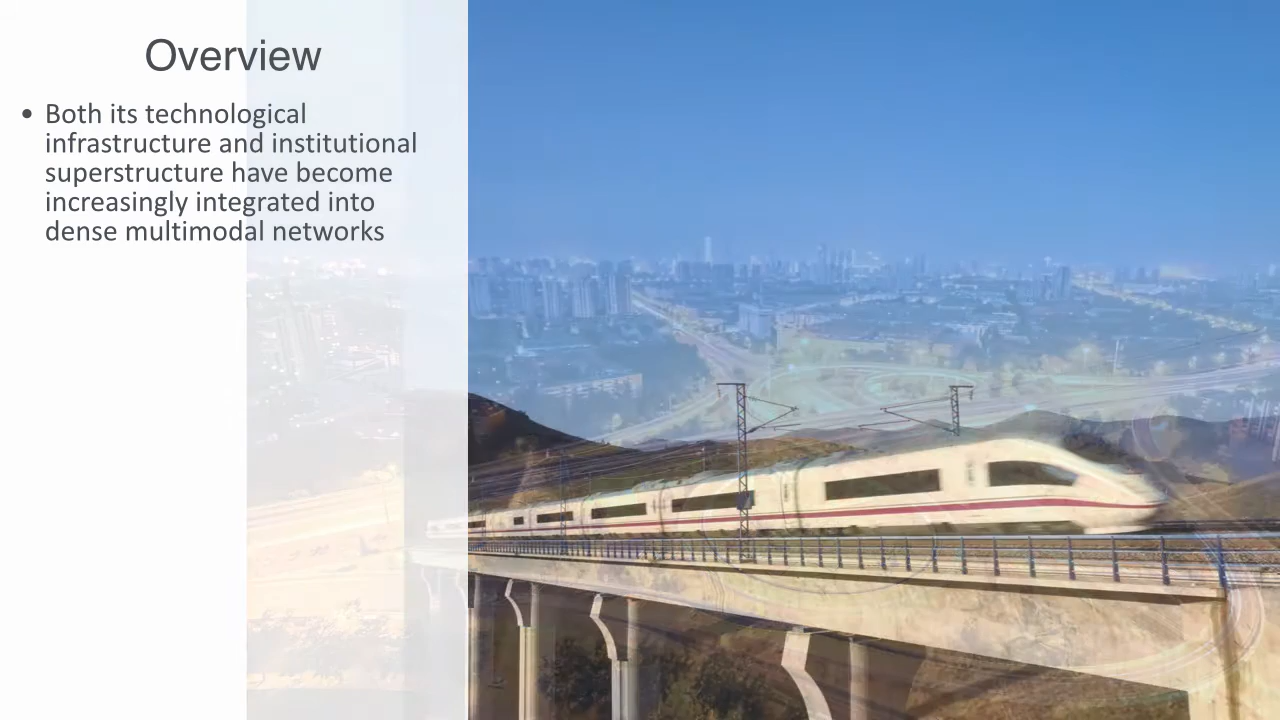 Overview
• Both its technological
infrastructure and institutional
superstructure have become
increasingly integrated into
dense multimodal networks